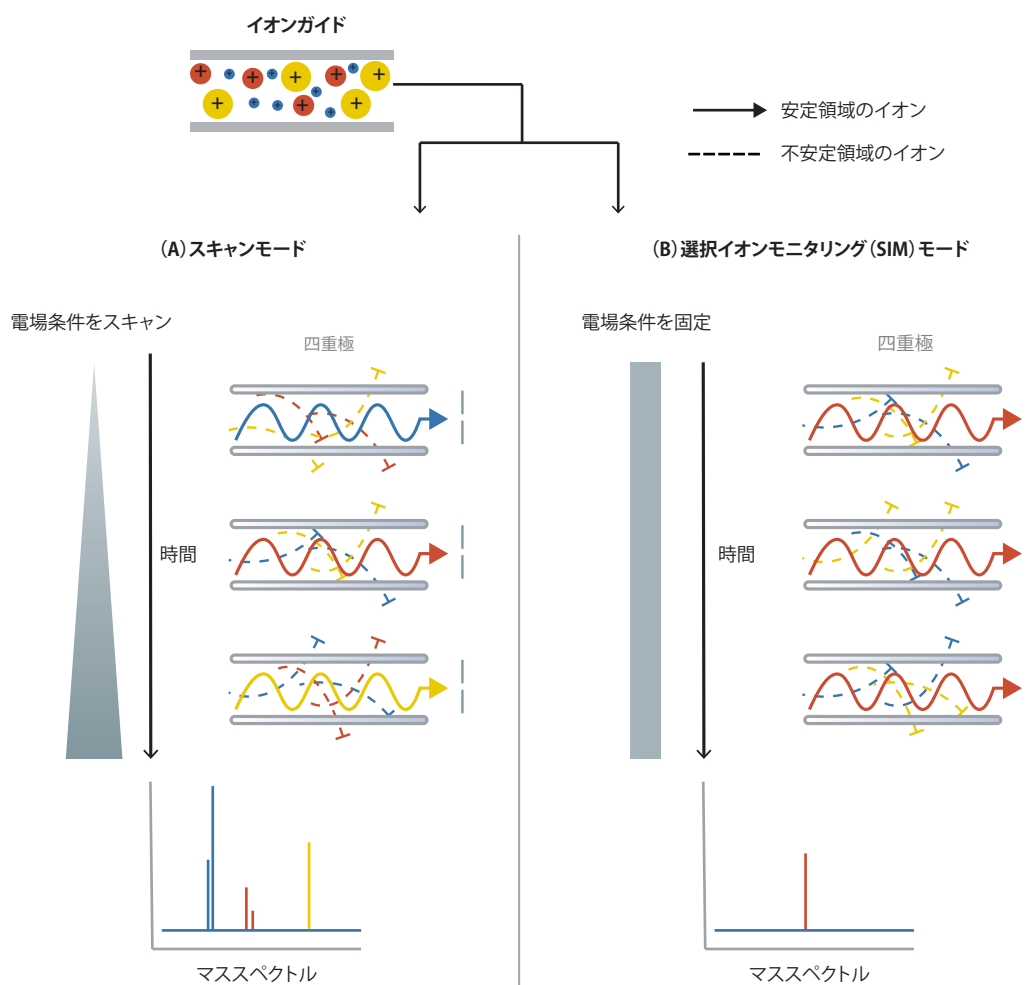 イオンガイド
+ + + + + + + +
+ + + + + + +
安定領域のイオン
不安定領域のイオン
(A)スキャンモード
電場条件をスキャン
四重極
時間
マススペクトル
(B)選択イオンモニタリング(SIM)モード
電場条件を固定
四重極
時間
マススペクトル